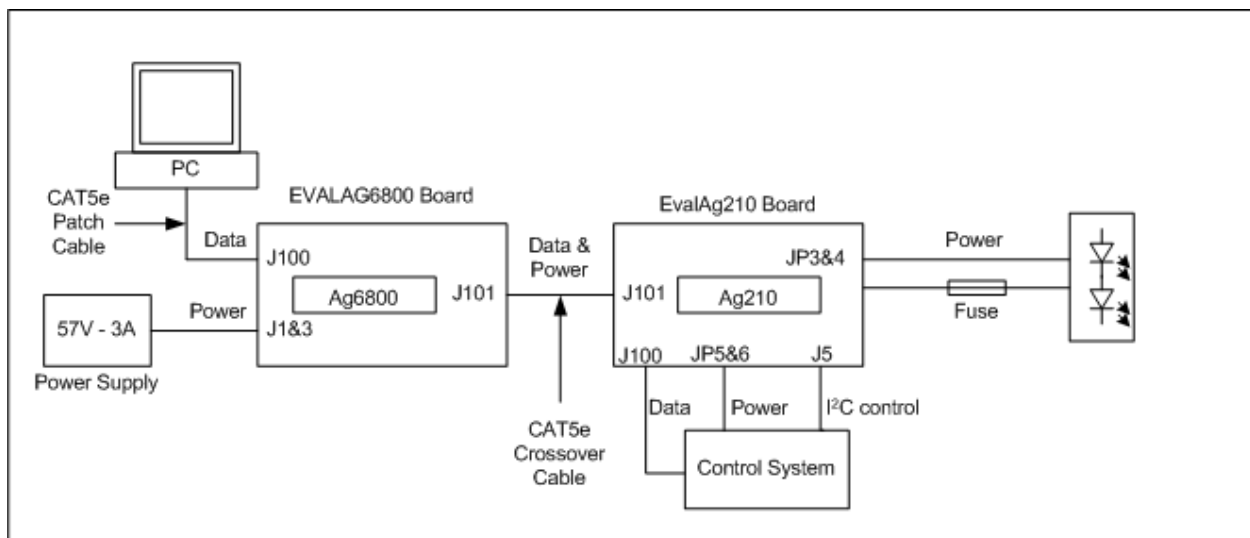 PC
CAT5e
Patch
Cable
Data
EVALAG6800 Board
J100
Ag6800
J101
J1&3
Power
57V - 3A
Power Supply
Data &
Power
CAT5e
Crossover
Cable
EvalAg210 Board
JP3&4
J101
Ag210
J100
JP5&6
J5
Data
Power
I²C control
Control System
Power
Fuse